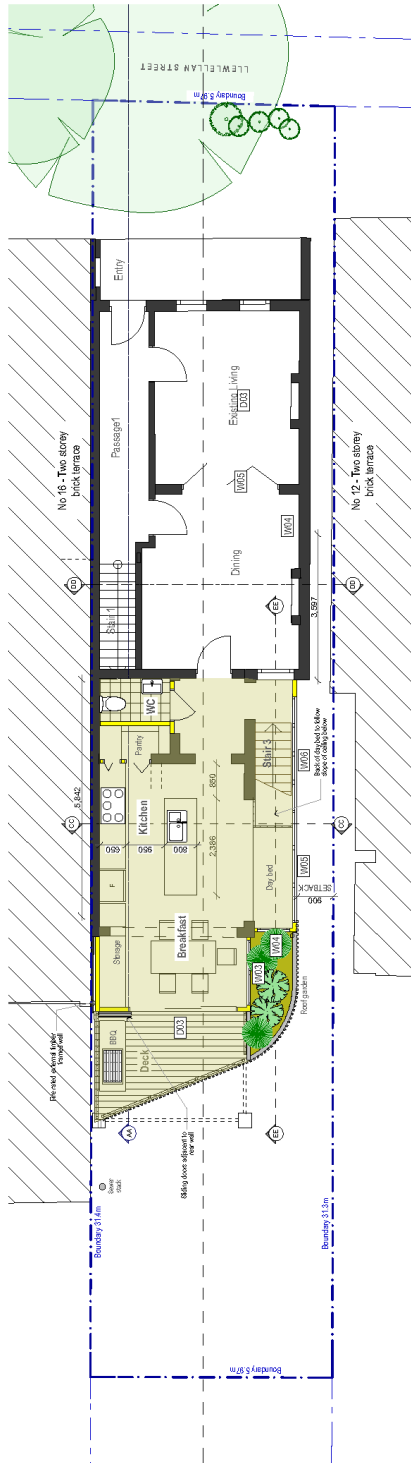 LLEWLELLAN STREET
Boundary 5.97m
Entry
Passage1
Existing Living
D03
No 16 - Two storey
brick terrace
No 12 - Two storey
brick terrace
W05
W04
Dining
Stair 1
DD
DD
EE
3,597
5,842
WC
Pantry
Stair 3
W06
Back of day bed to follow
slope of ceiling below
Kitchen
CC
CC
650
950
800
850
2,386
F
Day bed
W05
SETBACK
900
Storage
Breakfast
W03
W04
Roof garden
Fire rated external timber
framed wall
BBQ
Deck
D03
AA
EE
Sliding doors adjacent to
rear wall
Sewer
stack
Boundary 31.4m
Boundary 31.3m
Boundary 5.97m